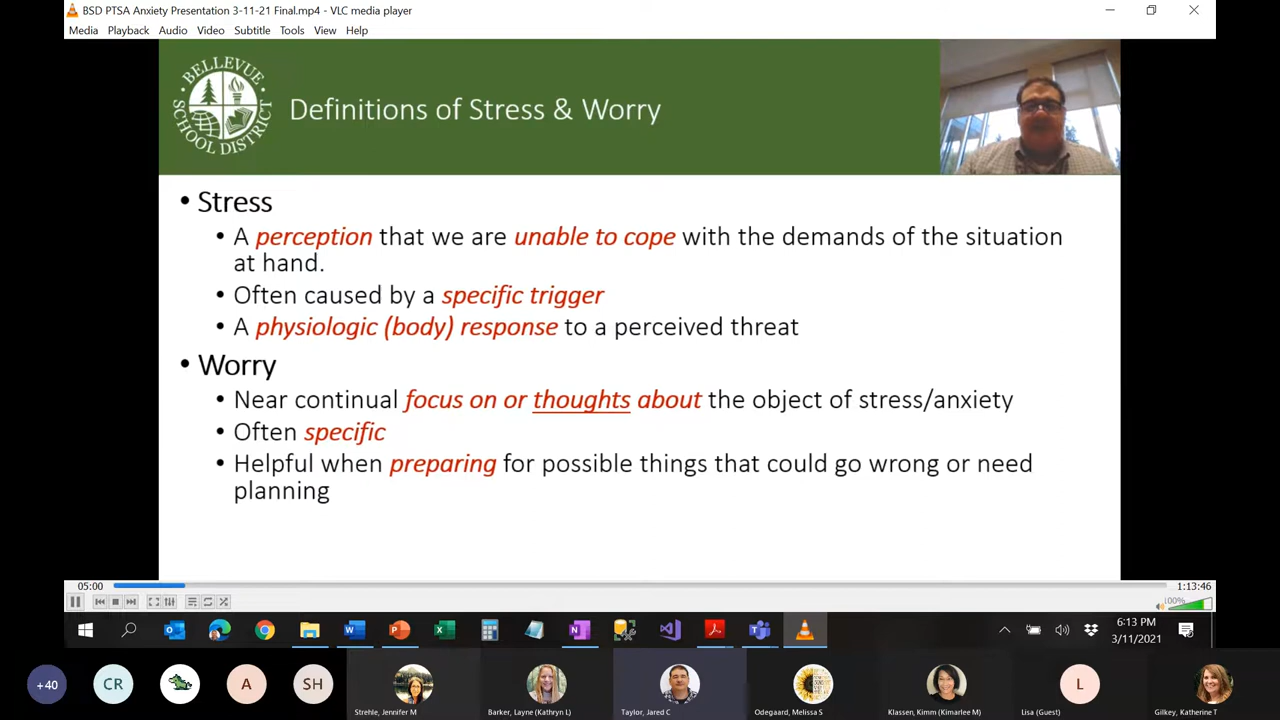 BSD PTSA Anxiety Presentation 3-11-21 Final.mp4 - VLC media player
Media Playback Audio Video Subtitle Tools View Help
BELLEVUE
SCHOOL DISTRICT
Definitions of Stress & Worry
• Stress
• A perception that we are unable to cope with the demands of the situation
at hand.
• Often caused by a specific trigger
• A physiologic (body) response to a perceived threat
• Worry
• Near continual focus on or thoughts about the object of stress/anxiety
• Often specific
• Helpful when preparing for possible things that could go wrong or need
planning
05:00
1:13:46
100%
6:13 PM
3/11/2021
+40
CR
A
SH
L
Strehle, Jennifer M
Barker, Layne (Kathryn L)
Taylor, Jared C
Odegaard, Melissa S
Klassen, Kimm (Kimarlee M)
Lisa (Guest)
Gilkey, Katherine T